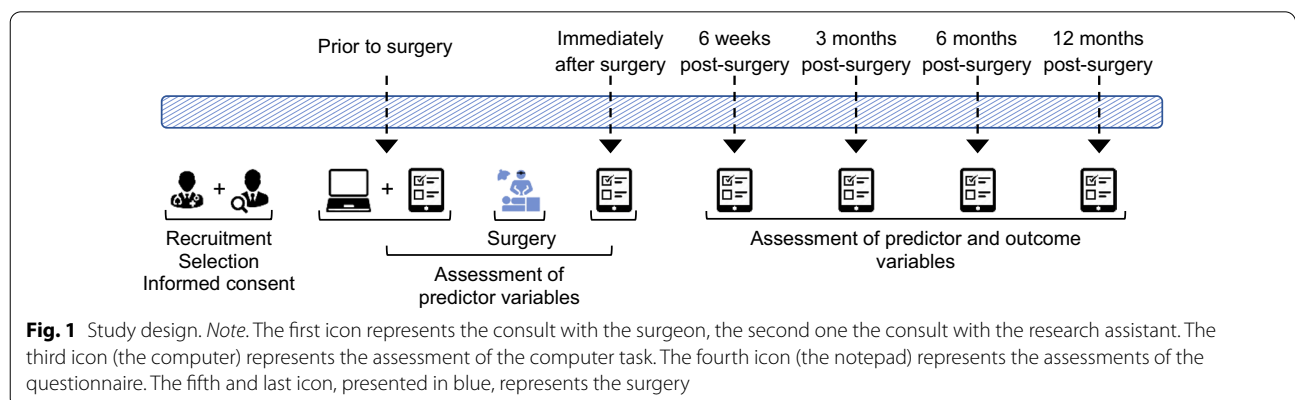 Prior to surgery
Immediately
after surgery
6 weeks
post-surgery
3 months
post-surgery
6 months
post-surgery
12 months
post-surgery
+
+
Recruitment
Selection
Informed consent
Surgery
Assessment of
predictor variables
Assessment of predictor and outcome
variables
Fig. 1 Study design. Note. The first icon represents the consult with the surgeon, the second one the consult with the research assistant. The
third icon (the computer) represents the assessment of the computer task. The fourth icon (the notepad) represents the assessments of the
questionnaire. The fifth and last icon, presented in blue, represents the surgery